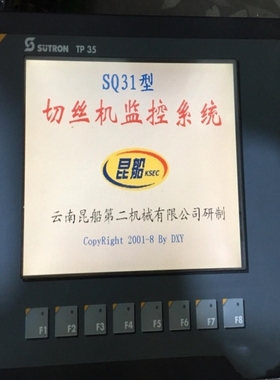 SÜTRON TP 35
SQ31型
切丝机监控系统
昆船
KSEC
云南昆船第二机械有限公司研制
CopyRight 2001-8 By DXY
F1 F2 F3 F4 F5 F6 F7 F8